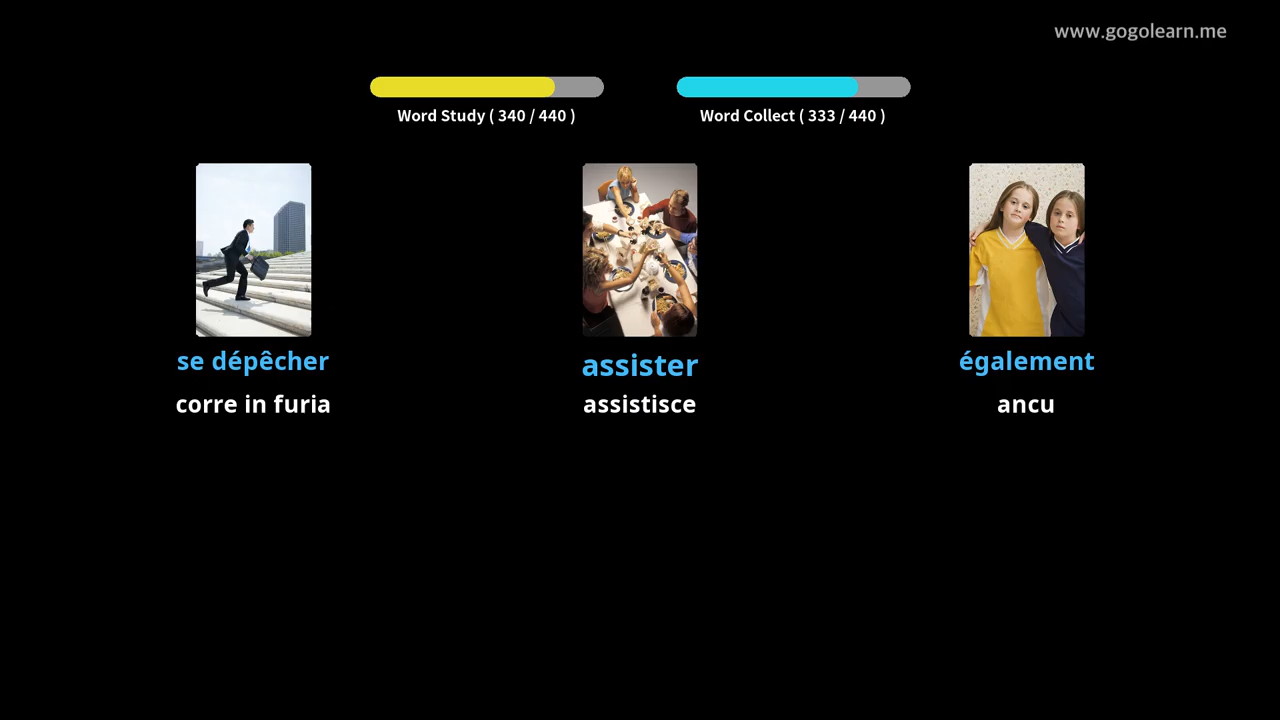 www.gogolearn.me
Word Study ( 340 / 440 )
Word Collect ( 333 / 440 )
se dépêcher
assister
également
corre in furia
assistisce
ancu